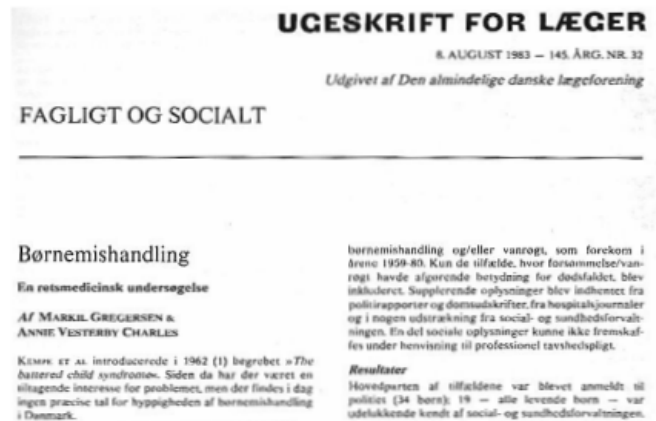 UGESKRIFT FOR LÆGER
8. AUGUST 1983 — 145. ÅRG. NR. 32
Udgivet af Den almindelige danske lægeforening
FAGLIGT OG SOCIALT
Børnemishandling
En retsmedicinsk undersøgelse
Af MARKIL GREGERSEN &
ANNIE VESTERBY CHARLES
KEMPE ET AL introducerede i 1962 (1) begrebet »The
battered child syndrome«. Siden da har der været en
tiltagende interesse for problemet, men der findes i dag
ingen præcise tal for hyppigheden af børnemishandling
i Danmark.
børnemishandling og/eller vanrøgt, som forekom i
årene 1959-80. Kun de tilfælde, hvor forsømmelse/van-
røgt havde afgørende betydning for dødsfaldet, blev
inkluderet. Supplerende oplysninger blev indhentet fra
politirapporter og domsudskrifter, fra hospitalsjournaler
og i nogen udstrækning fra social- og sundhedsforvalt-
ningen. En del sociale oplysninger kunne ikke fremskaf-
fes under henvisning til professionel tavshedspligt.
Resultater
Hovedparten af tilfældene var blevet anmeldt til
politiet (34 børn); 19 — alle levende børn — var
udelukkende kendt af social- og sundhedsforvaltningen.